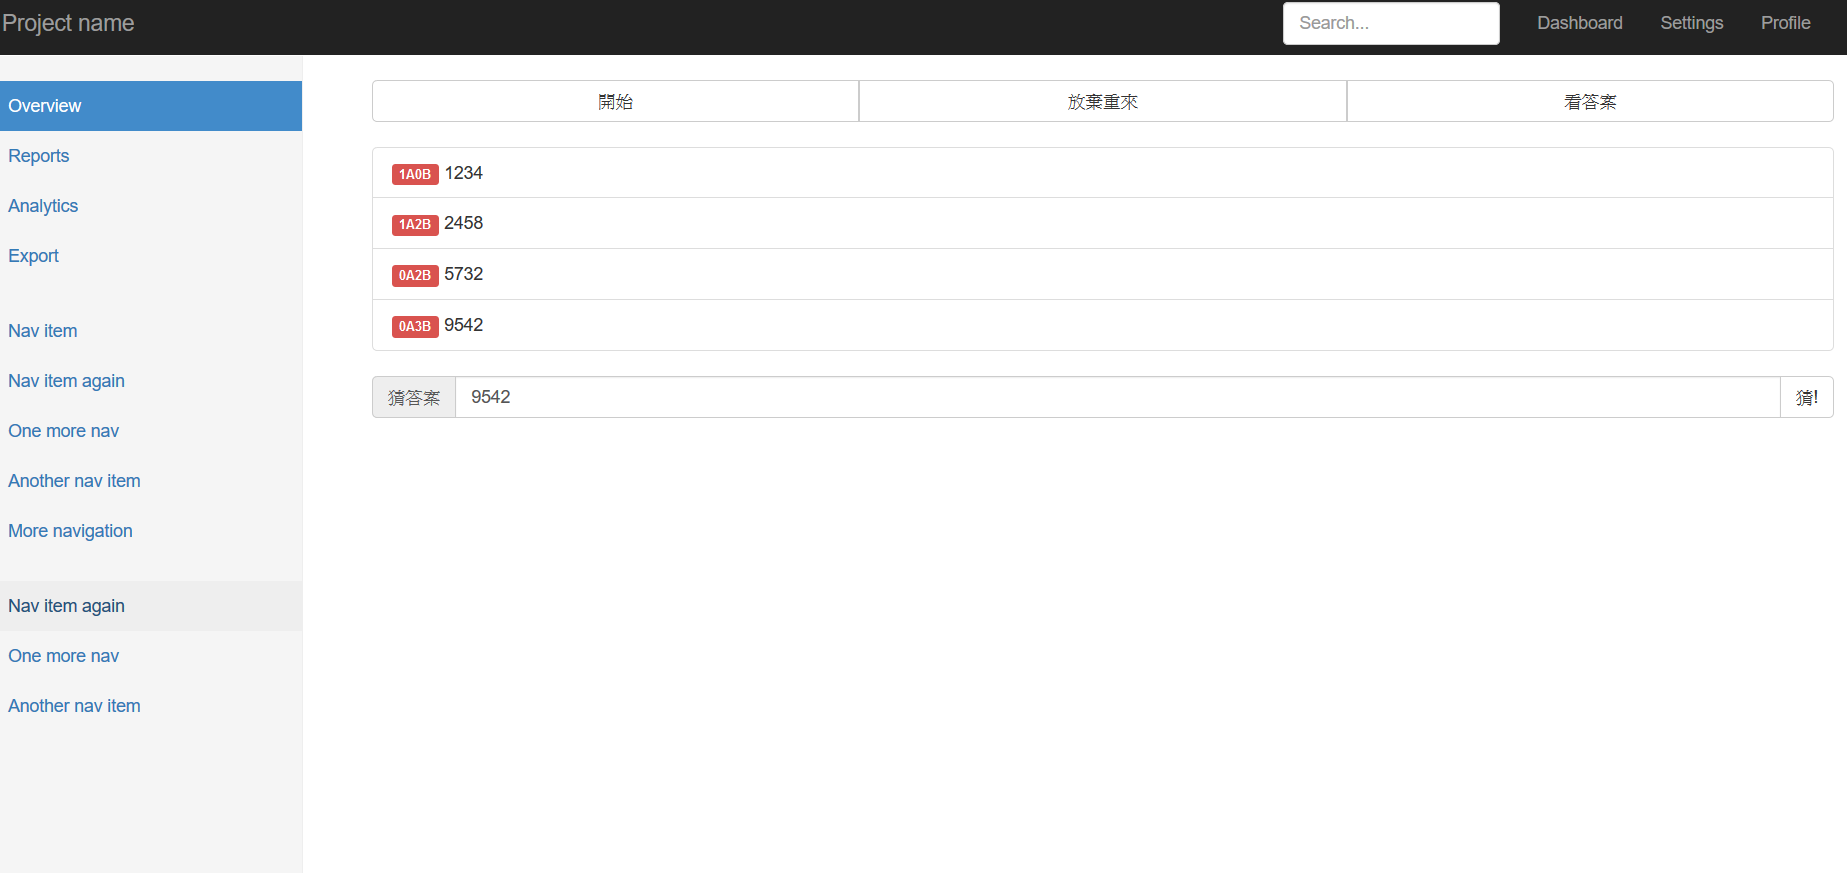 Project name
Search...
Dashboard
Settings
Profile
Overview
Reports
Analytics
Export
Nav item
Nav item again
One more nav
Another nav item
More navigation
Nav item again
One more nav
Another nav item
開始
放棄重來
看答案
1A0B 1234
1A2B 2458
0A2B 5732
0A3B 9542
猜答案 9542 猜!